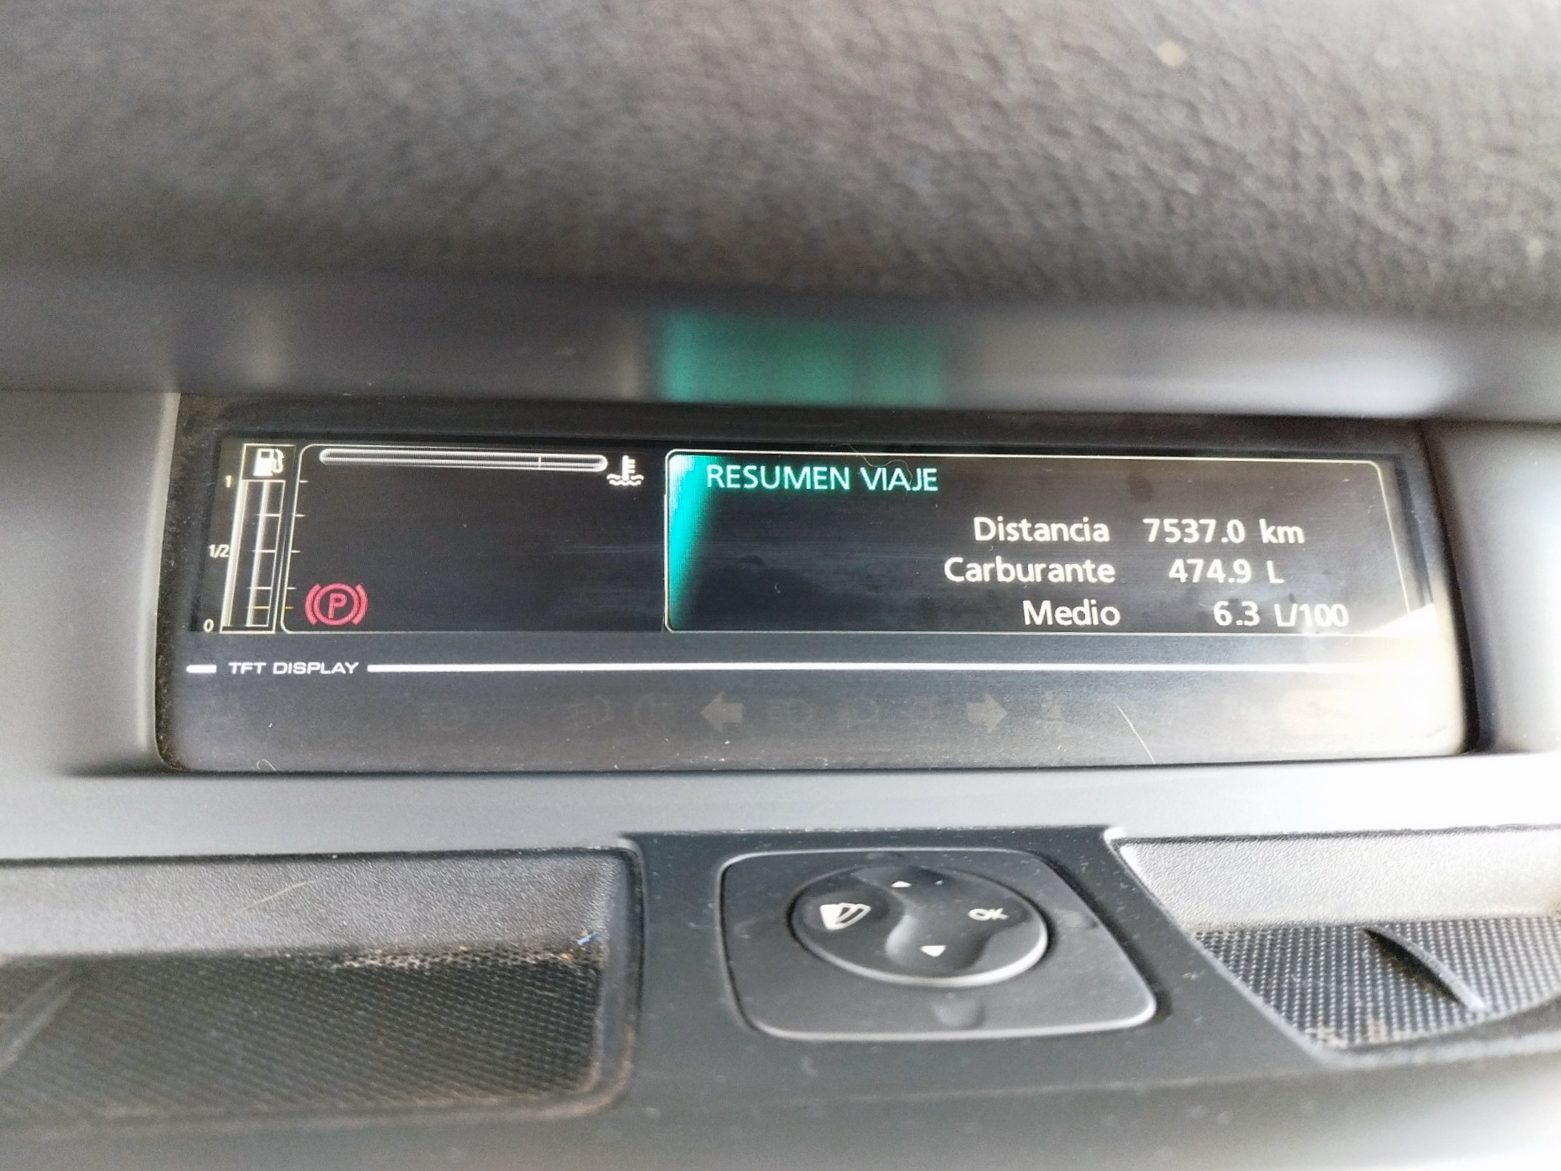 1
1/2
0
P
RESUMEN VIAJE
Distancia 7537.0 km
Carburante 474.9 L
Medio 6.3 L/100
TFT DISPLAY
OK